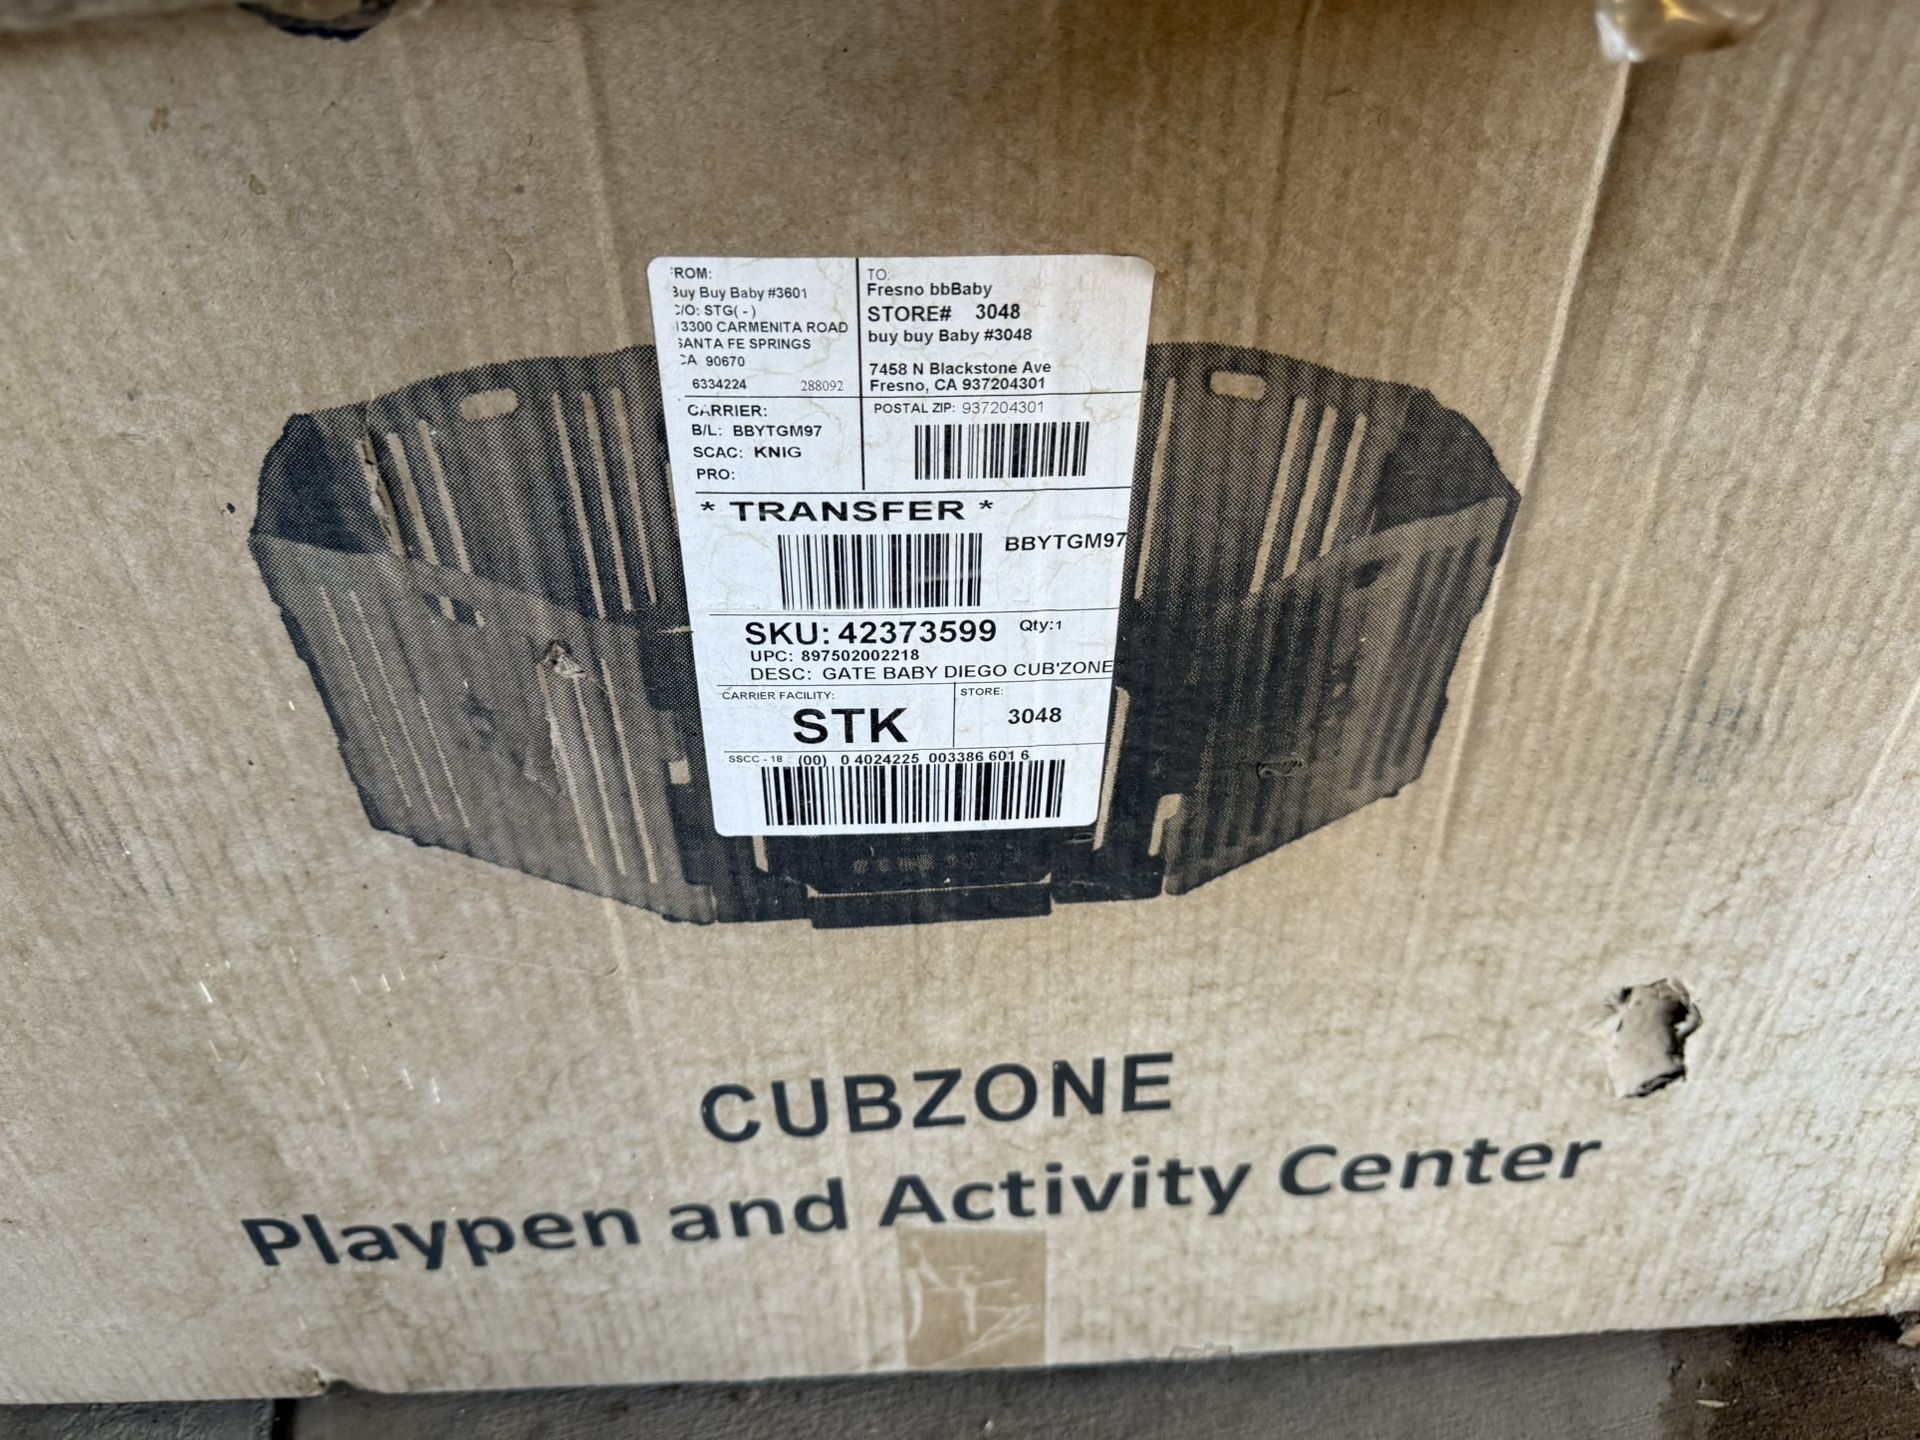 ROM:
Buy Buy Baby #3601
C/O: STG( - )
13300 CARMENITA ROAD
SANTA FE SPRINGS
CA 90670
6334224 288092
TO:
Fresno bbBaby
STORE# 3048
buy buy Baby #3048
7458 N Blackstone Ave
Fresno, CA 937204301
CARRIER:
B/L: BBYTGM97
SCAC: KNIG
PRO:
POSTAL ZIP: 937204301
* TRANSFER *
BBYTGM97
SKU: 42373599 Qty:1
UPC: 897502002218
DESC: GATE BABY DIEGO CUB'ZONE
CARRIER FACILITY:
STK
STORE:
3048
SSCC - 18 (00) 0 4024225 003386 601 6
CUBZONE
Playpen and Activity Center